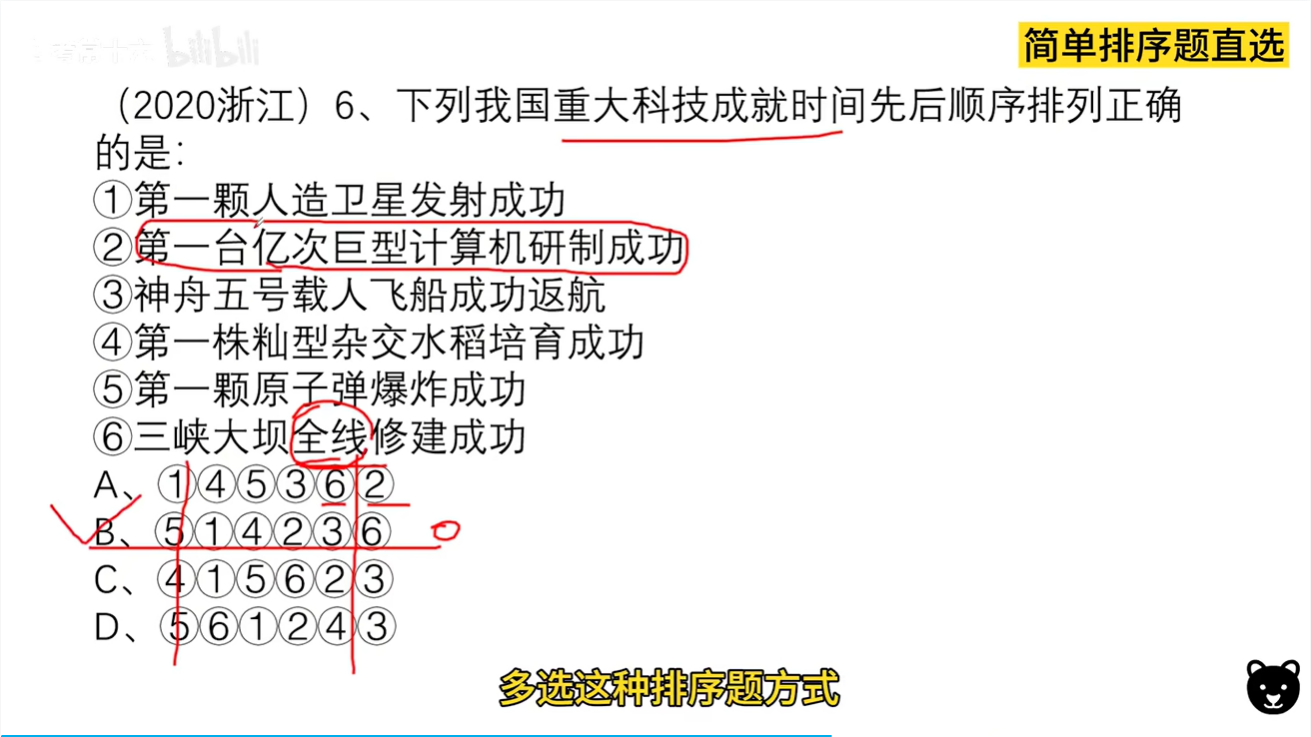 bilibili
简单排序题直选
（2020浙江）6、下列我国重大科技成就时间先后顺序排列正确
的是：
①第一颗人造卫星发射成功
②第一台亿次巨型计算机研制成功
③神舟五号载人飞船成功返航
④第一株籼型杂交水稻培育成功
⑤第一颗原子弹爆炸成功
⑥三峡大坝全线修建成功
A、①④⑤③⑥②
B、⑤①④②③⑥
C、④①⑤⑥②③
D、⑤⑥①②④③
多选这种排序题方式